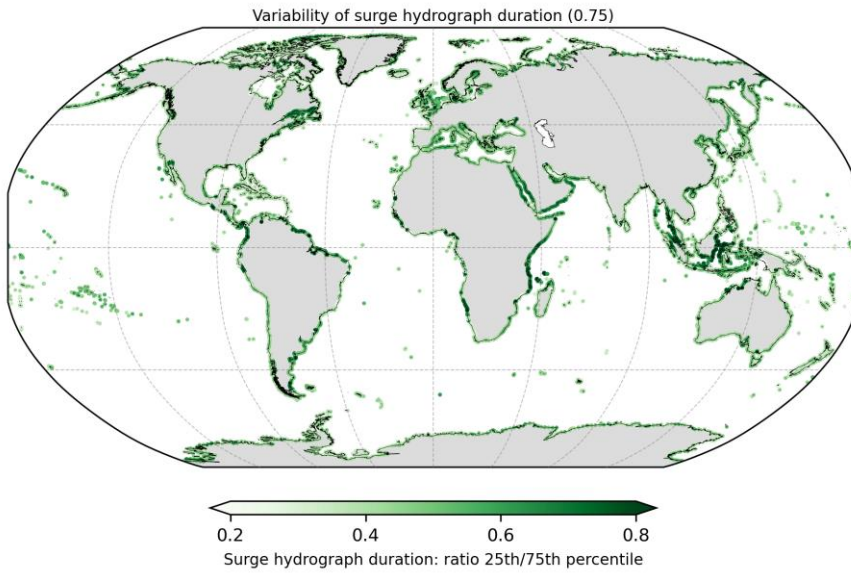 Variability of surge hydrograph duration (0.75)
0.2 0.4 0.6 0.8
Surge hydrograph duration: ratio 25th/75th percentile